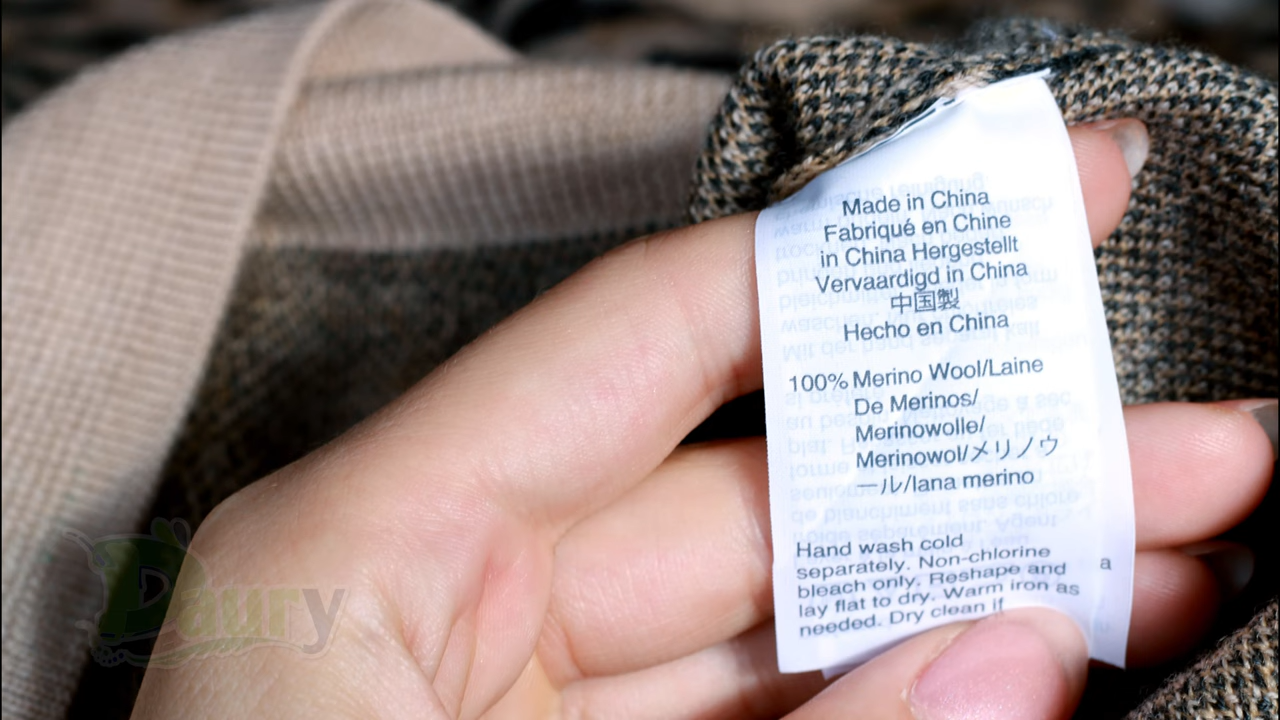 Made in China
Fabriqué en Chine
in China Hergestellt
Vervaardigd in China
中国製
Hecho en China
100% Merino Wool/Laine
De Merinos/
Merinowolle/
Merinowol/メリノウ
ール/lana merino
Hand wash cold
separately. Non-chlorine
bleach only. Reshape and
lay flat to dry. Warm iron as
needed. Dry clean if
a
Daury